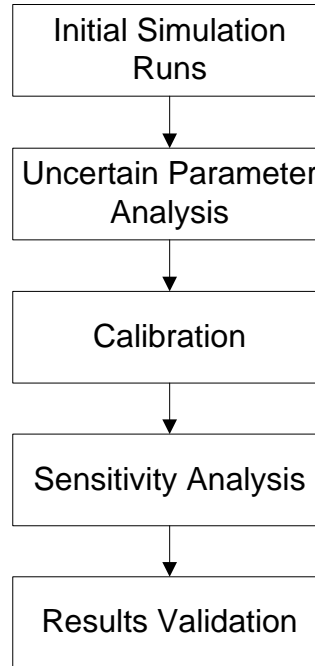 Initial Simulation
Runs
Uncertain Parameter
Analysis
Calibration
Sensitivity Analysis
Results Validation